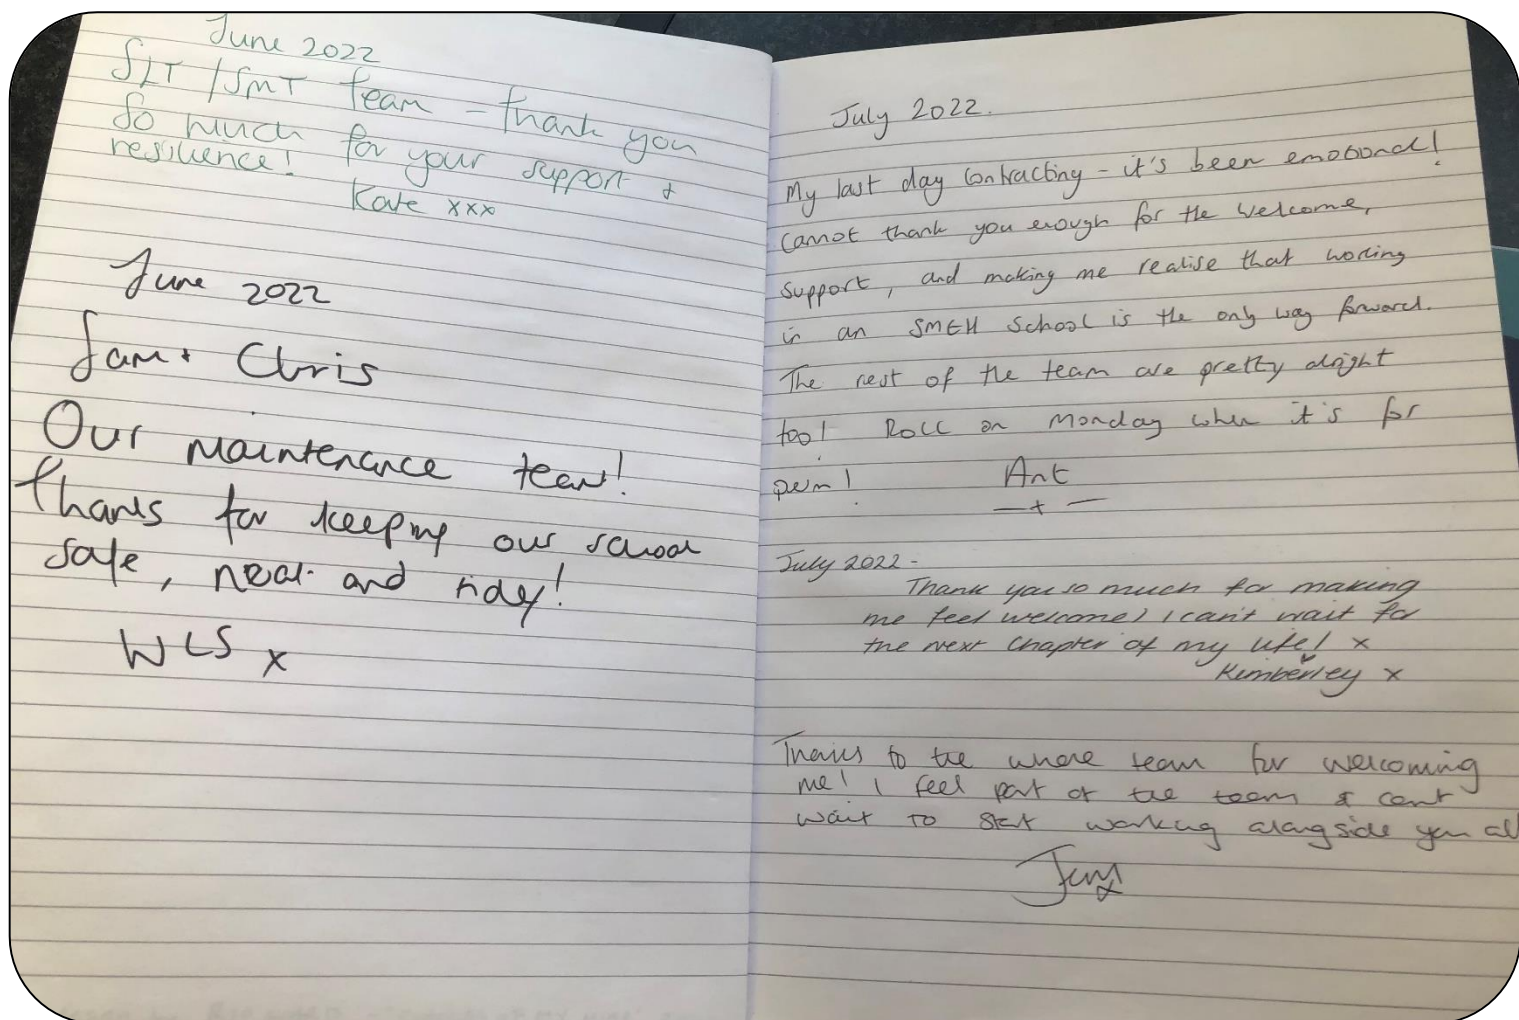 June 2022
SLT / SMT Team – thank you
so much for your support +
resilience!
Kate xxx
June 2022
Sam + Chris
Our maintenance team!
Thanks for keeping our school
safe, neat and tidy!
WLS x
July 2022.
My last day contracting – it's been emotional!
Cannot thank you enough for the welcome,
support, and making me realise that working
in an SMEH School is the only way forward.
The rest of the team are pretty alright
too! Roll on Monday when it's for
perm!
Ant
July 2022 -
Thank you so much for making
me feel welcome, I can't wait for
the next chapter of my life! x
Kimberley x
Thanks to the whole team for welcoming
me! I feel part of the team & can't
wait to start working alongside you all